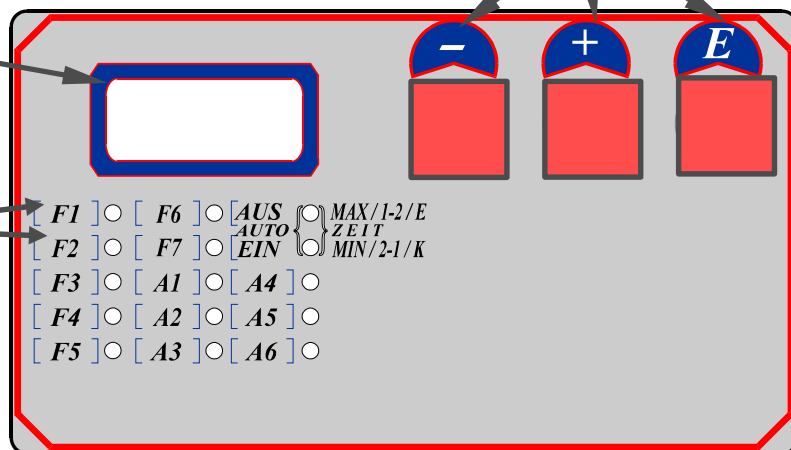 - + E
F1 F6 AUS MAX/1-2/E
AUTO ZEIT
F2 F7 EIN MIN/2-1/K
F3 A1 A4
F4 A2 A5
F5 A3 A6